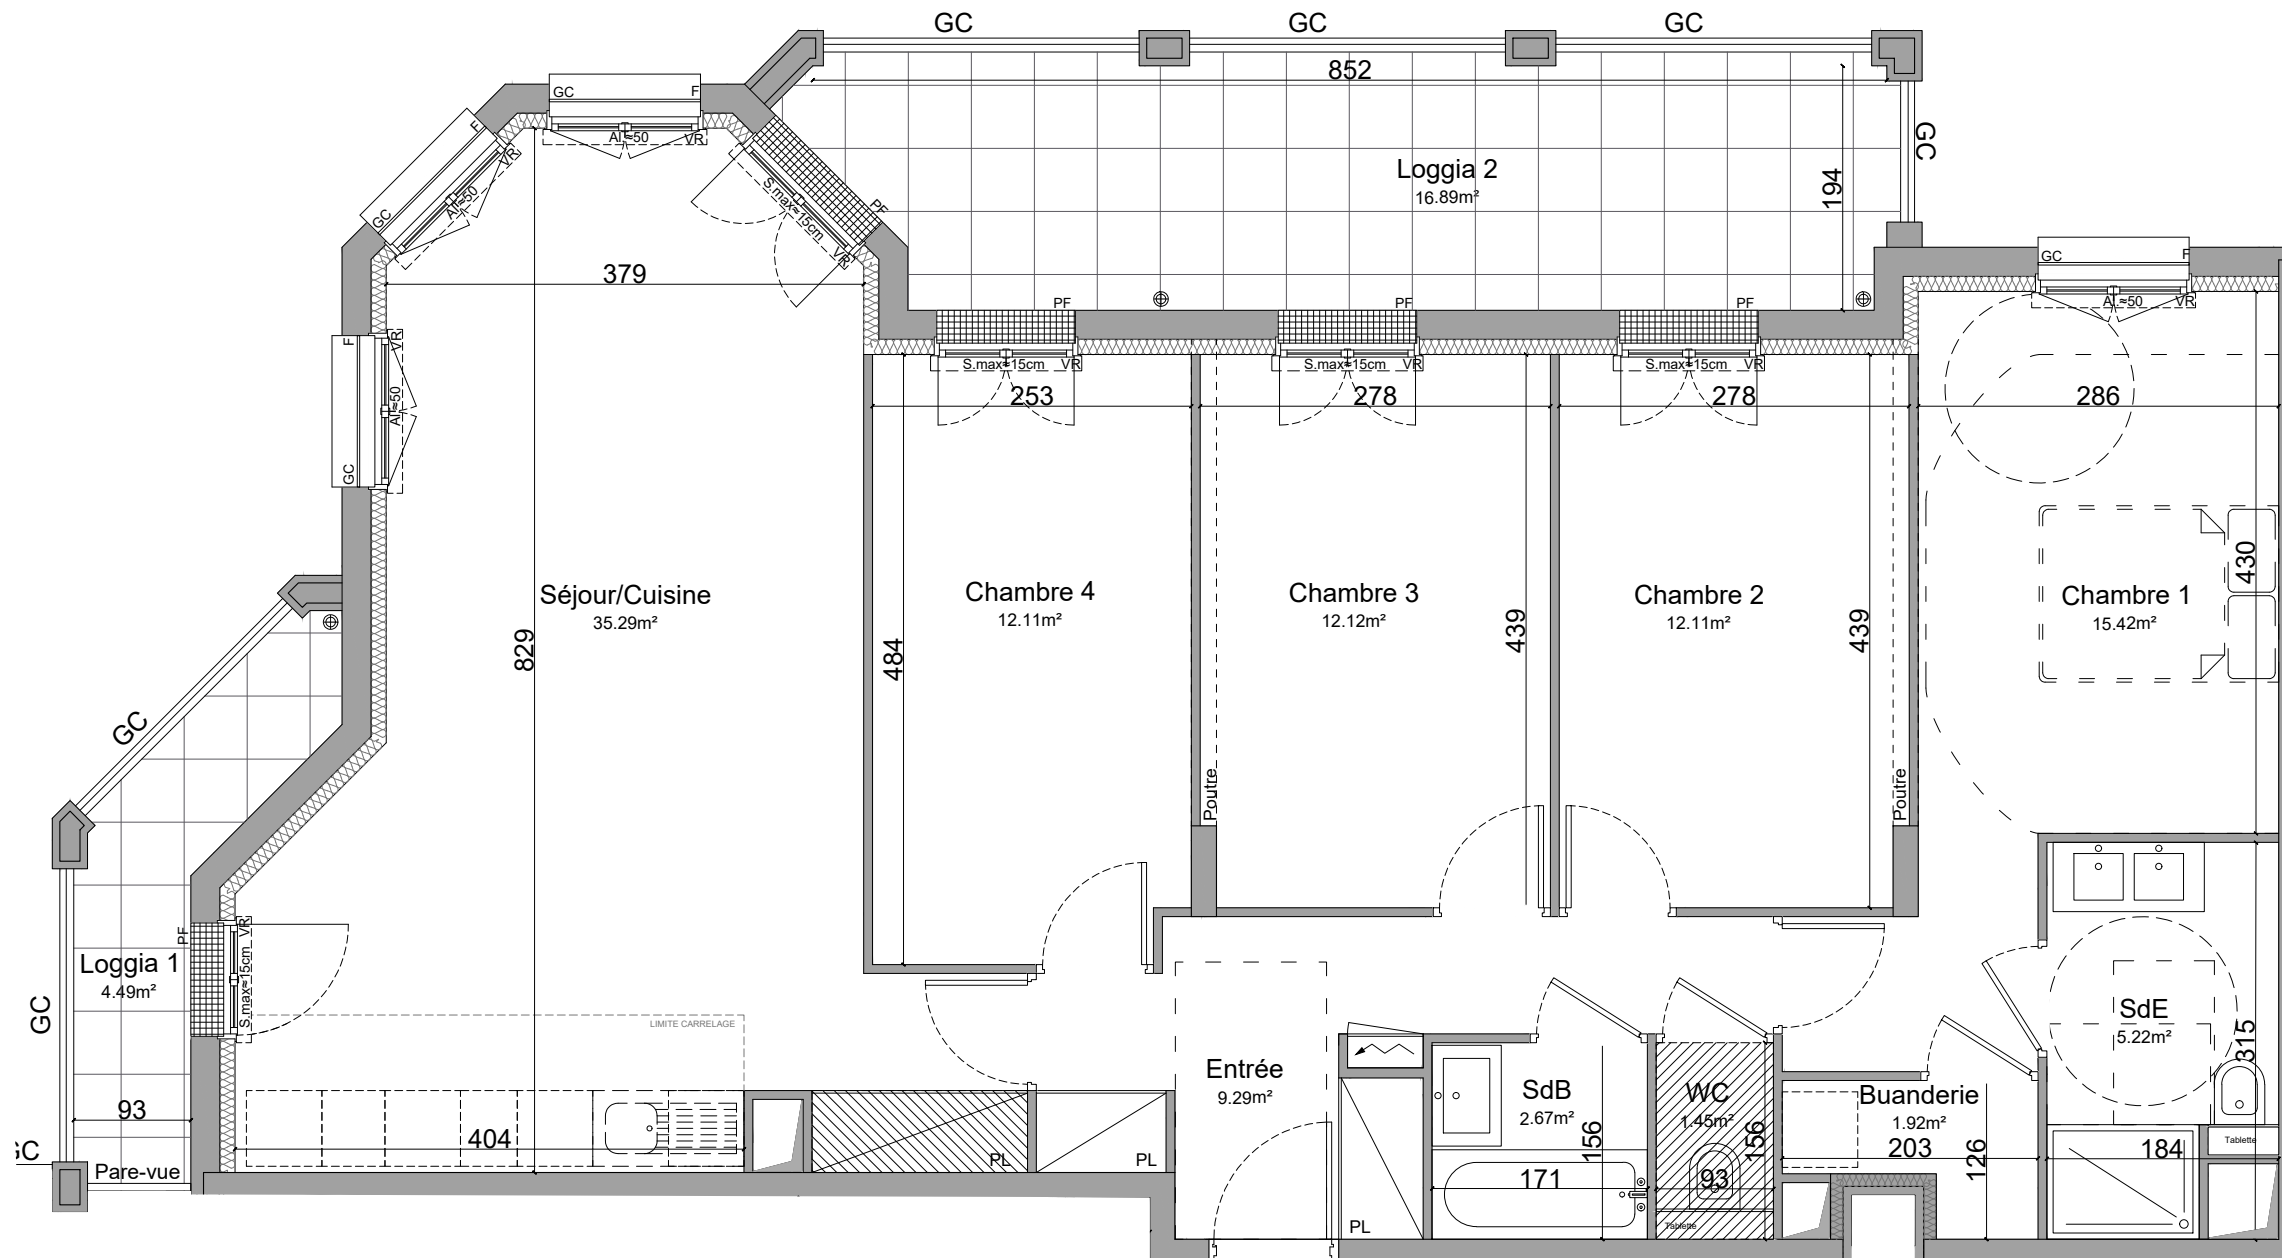 GC
GC
GC
852
GC
194
Loggia 2
16.89m²
GC
F
Al.≈50
VR
F
VR
Al.≈50
GC
S.max≈15cm
PF
VR
379
PF
PF
PF
S.max≈15cm
VR
S.max≈15cm
VR
S.max≈15cm
VR
GC
F
Al.≈50
VR
253
278
278
286
F
VR
Al.≈50
GC
Séjour/Cuisine
35.29m²
829
Chambre 4
12.11m²
484
Chambre 3
12.12m²
439
Chambre 2
12.11m²
439
Chambre 1
15.42m²
430
Poutre
Poutre
GC
PF
VR
S.max≈15cm
Loggia 1
4.49m²
GC
93
GC
Pare-vue
LIMITE CARRELAGE
404
PL
PL
Entrée
9.29m²
PL
SdB
2.67m²
156
171
WC
1.45m²
156
93
Tablette
Buanderie
1.92m²
203
126
SdE
5.22m²
315
Tablette
184